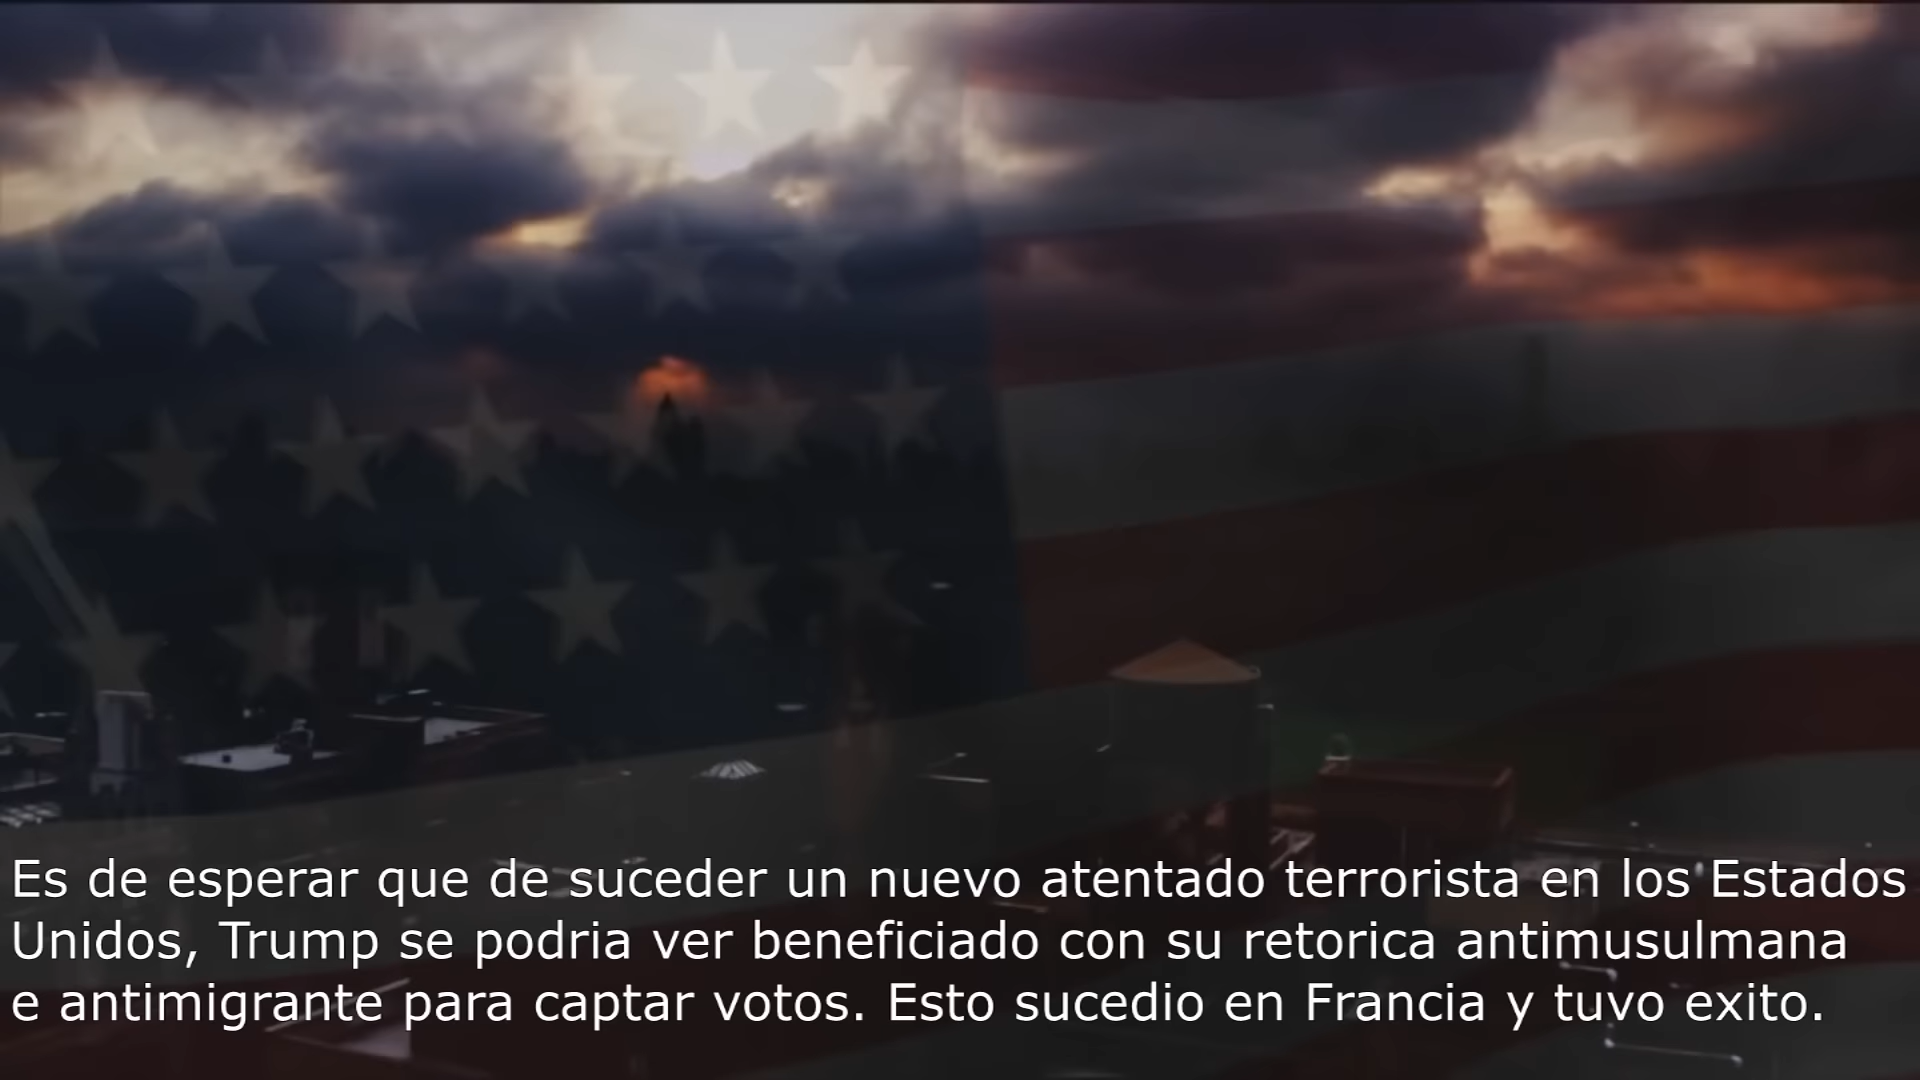 Es de esperar que de suceder un nuevo atentado terrorista en los Estados
Unidos, Trump se podria ver beneficiado con su retorica antimusulmana
e antimigrante para captar votos. Esto sucedio en Francia y tuvo exito.